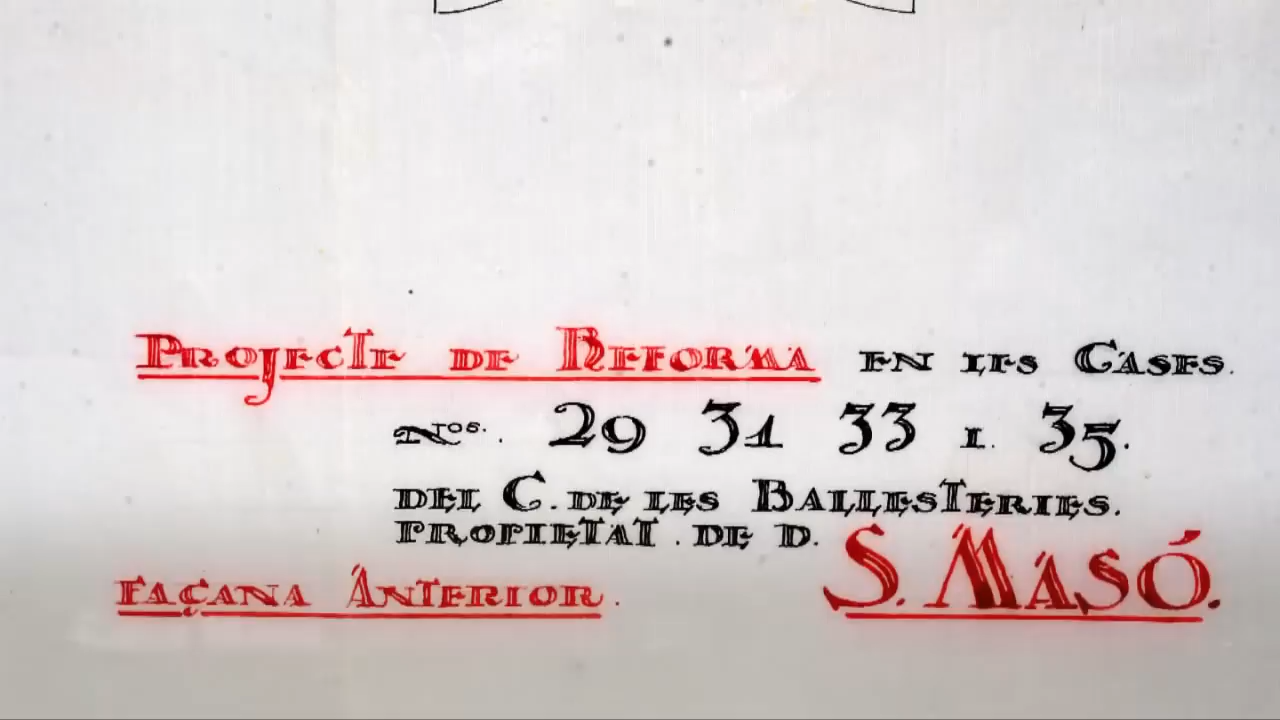 Projecte de Reforma en les Cases.
Nos. 29 31 33 i. 35.
del C. de les Ballesteries.
propietat. de D. S. Masó.
façana Anterior.